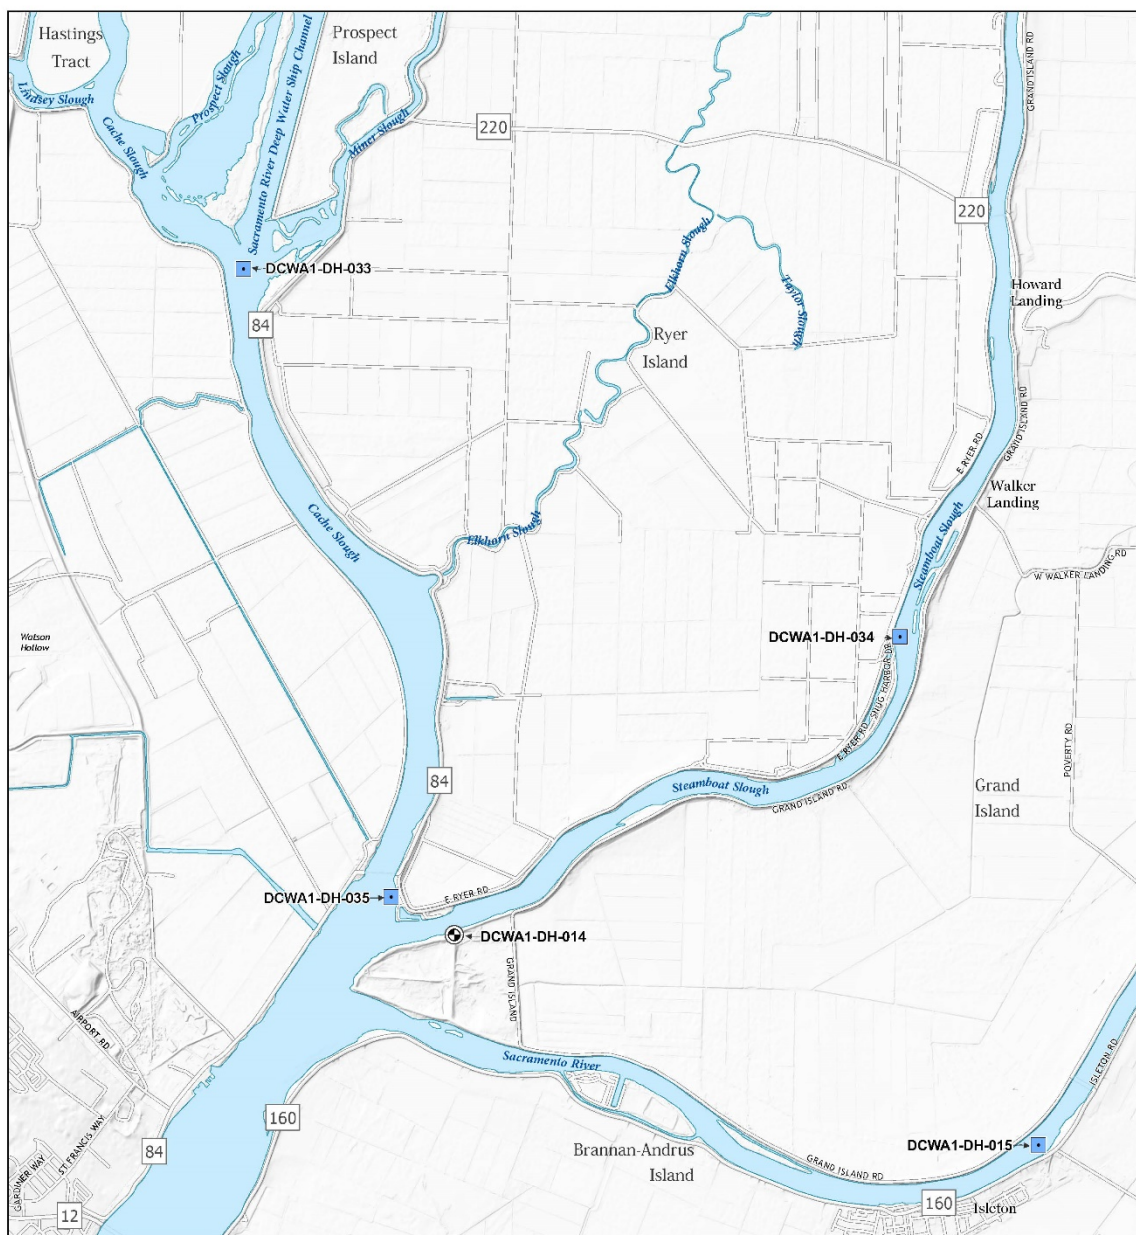 Hastings
Tract
Prospect
Island
Lindsey Slough
Cache Slough
Prospect Slough
Sacramento River Deep Water Ship Channel
Miner Slough
220
GRAND ISLAND RD
220
DCWA1-DH-033
84
Elkhorn Slough
Taylor Slough
Howard
Landing
Ryer
Island
GRAND ISLAND RD
E RYER RD
Walker
Landing
Cache Slough
Elkhorn Slough
Steamboat Slough
W WALKER LANDING RD
Watson
Hollow
DCWA1-DH-034
SNUG HARBOR DR
E RYER RD
POVERTY RD
84
Steamboat Slough
GRAND ISLAND RD
Grand
Island
DCWA1-DH-035
E RYER RD
DCWA1-DH-014
GRAND ISLAND
AIRPORT RD
Sacramento River
ISLETON RD
160
ST FRANCIS WAY
84
GARDINER WAY
Brannan-Andrus
Island
DCWA1-DH-015
GRAND ISLAND RD
160
Isleton
12